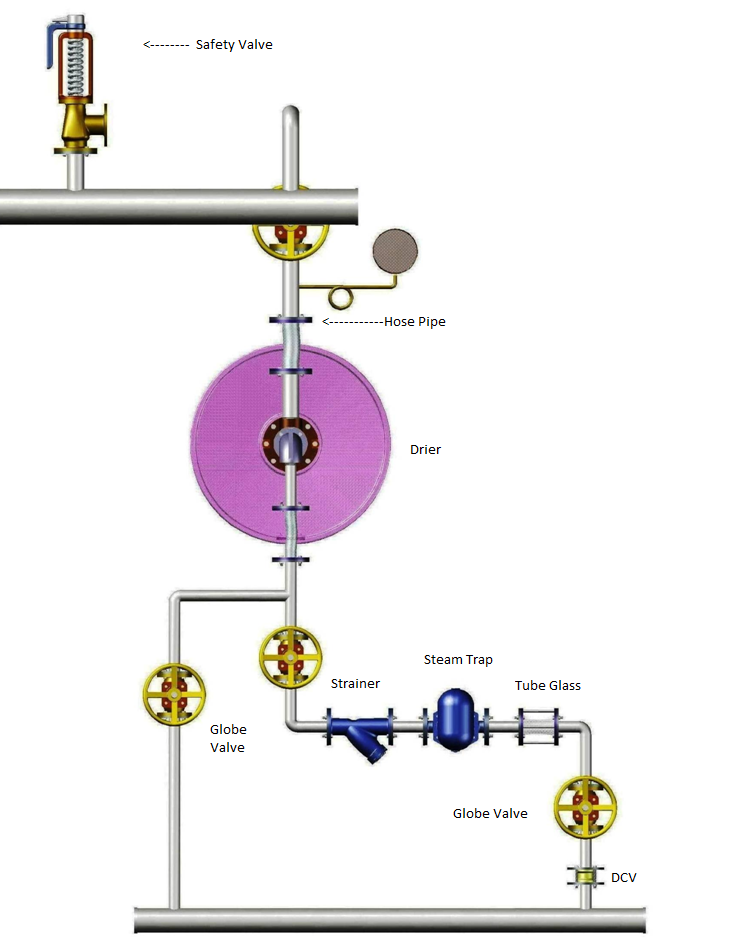 <-------- Safety Valve
<-----------Hose Pipe
Drier
Steam Trap
Strainer
Tube Glass
Globe
Valve
Globe Valve
DCV